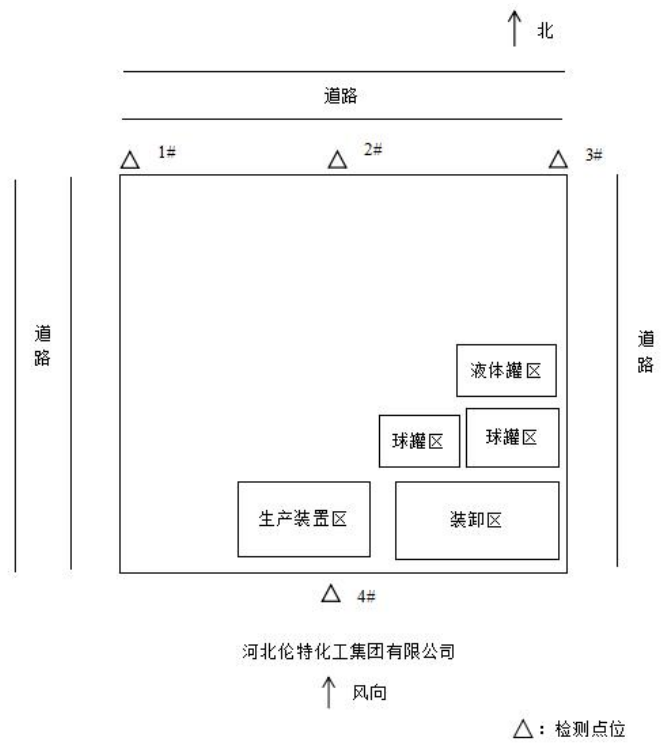 北
道路
1#
2#
3#
道路
道路
液体罐区
球罐区
球罐区
生产装置区
装卸区
4#
河北伦特化工集团有限公司
风向
△：检测点位